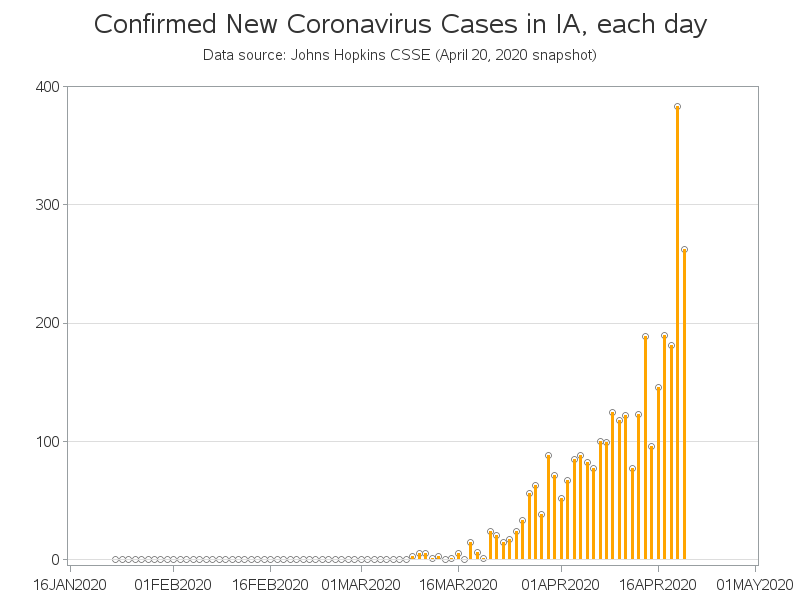 Confirmed New Coronavirus Cases in IA, each day
Data source: Johns Hopkins CSSE (April 20, 2020 snapshot)
400
300
200
100
0
16JAN2020 01FEB2020 16FEB2020 01MAR2020 16MAR2020 01APR2020 16APR2020 01MAY2020